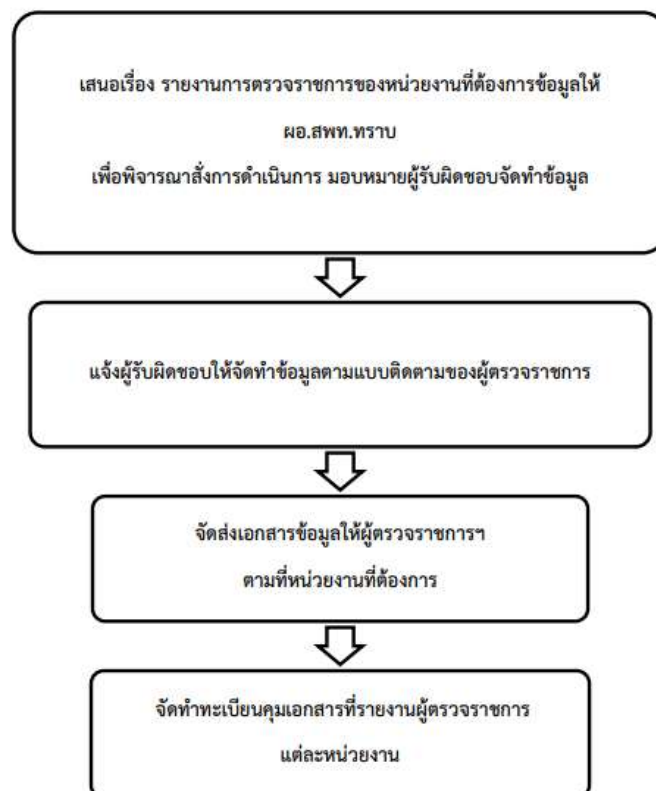 เสนอเรื่อง รายงานการตรวจราชการของหน่วยงานที่ต้องการข้อมูลให้
ผอ.สพท.ทราบ
เพื่อพิจารณาสั่งการดำเนินการ มอบหมายผู้รับผิดชอบจัดทำข้อมูล
แจ้งผู้รับผิดชอบให้จัดทำข้อมูลตามแบบติดตามของผู้ตรวจราชการ
จัดส่งเอกสารข้อมูลให้ผู้ตรวจราชการฯ
ตามที่หน่วยงานที่ต้องการ
จัดทำทะเบียนคุมเอกสารที่รายงานผู้ตรวจราชการ
แต่ละหน่วยงาน